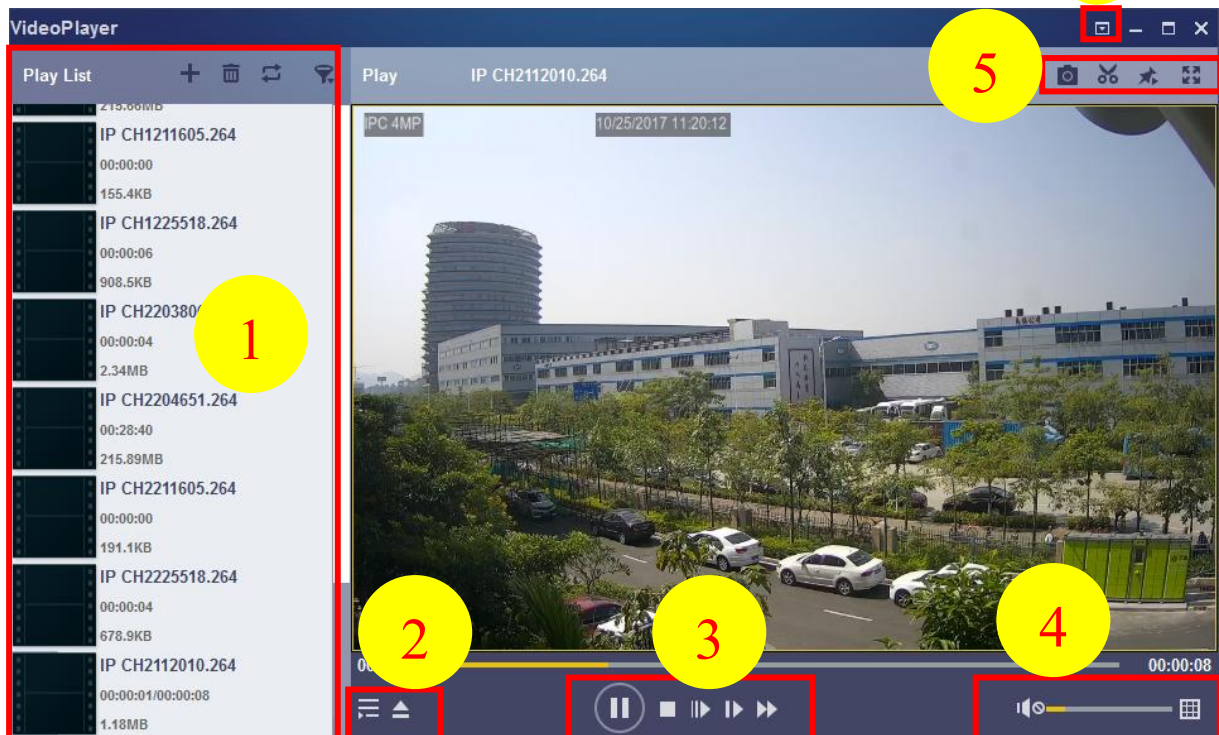 VideoPlayer
Play List
Play IP CH2112010.264
5
215.66MB
IP CH1211605.264
00:00:00
155.4KB
IP CH1225518.264
00:00:06
908.5KB
00:00:04
2.34MB
1
IP CH2204651.264
00:28:40
215.89MB
IP CH2211605.264
00:00:00
191.1KB
IP CH2225518.264
00:00:04
678.9KB
IP CH2112010.264
00:00:01/00:00:08
1.18MB
IPC 4MP 10/25/2017 11:20:12
2
3
4
00:00:08